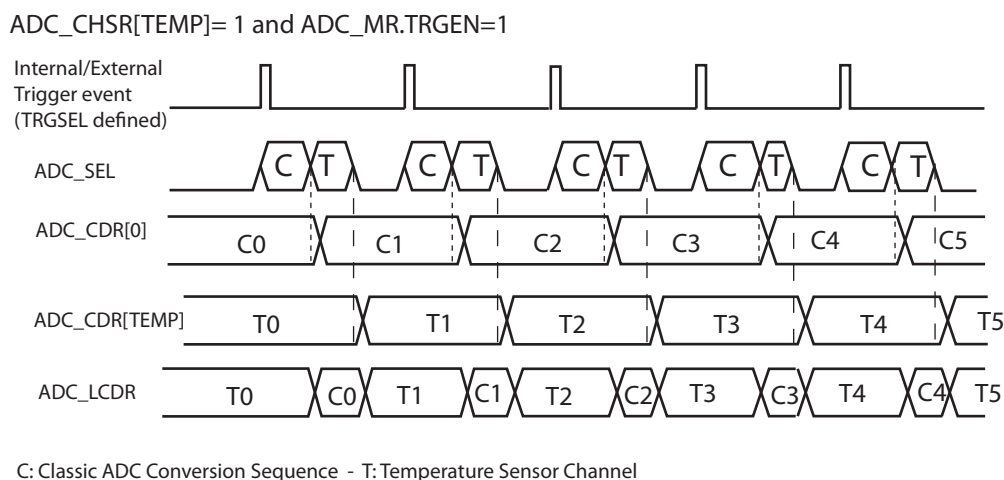 ADC_CHSR[TEMP]= 1 and ADC_MR.TRGEN=1
Internal/External
Trigger event
(TRGSEL defined)
ADC_SEL
C T C T C T C T C T
ADC_CDR[0]
C0 C1 C2 C3 C4 C5
ADC_CDR[TEMP]
T0 T1 T2 T3 T4 T5
ADC_LCDR
T0 C0 T1 C1 T2 C2 T3 C3 T4 C4 T5
C: Classic ADC Conversion Sequence - T: Temperature Sensor Channel